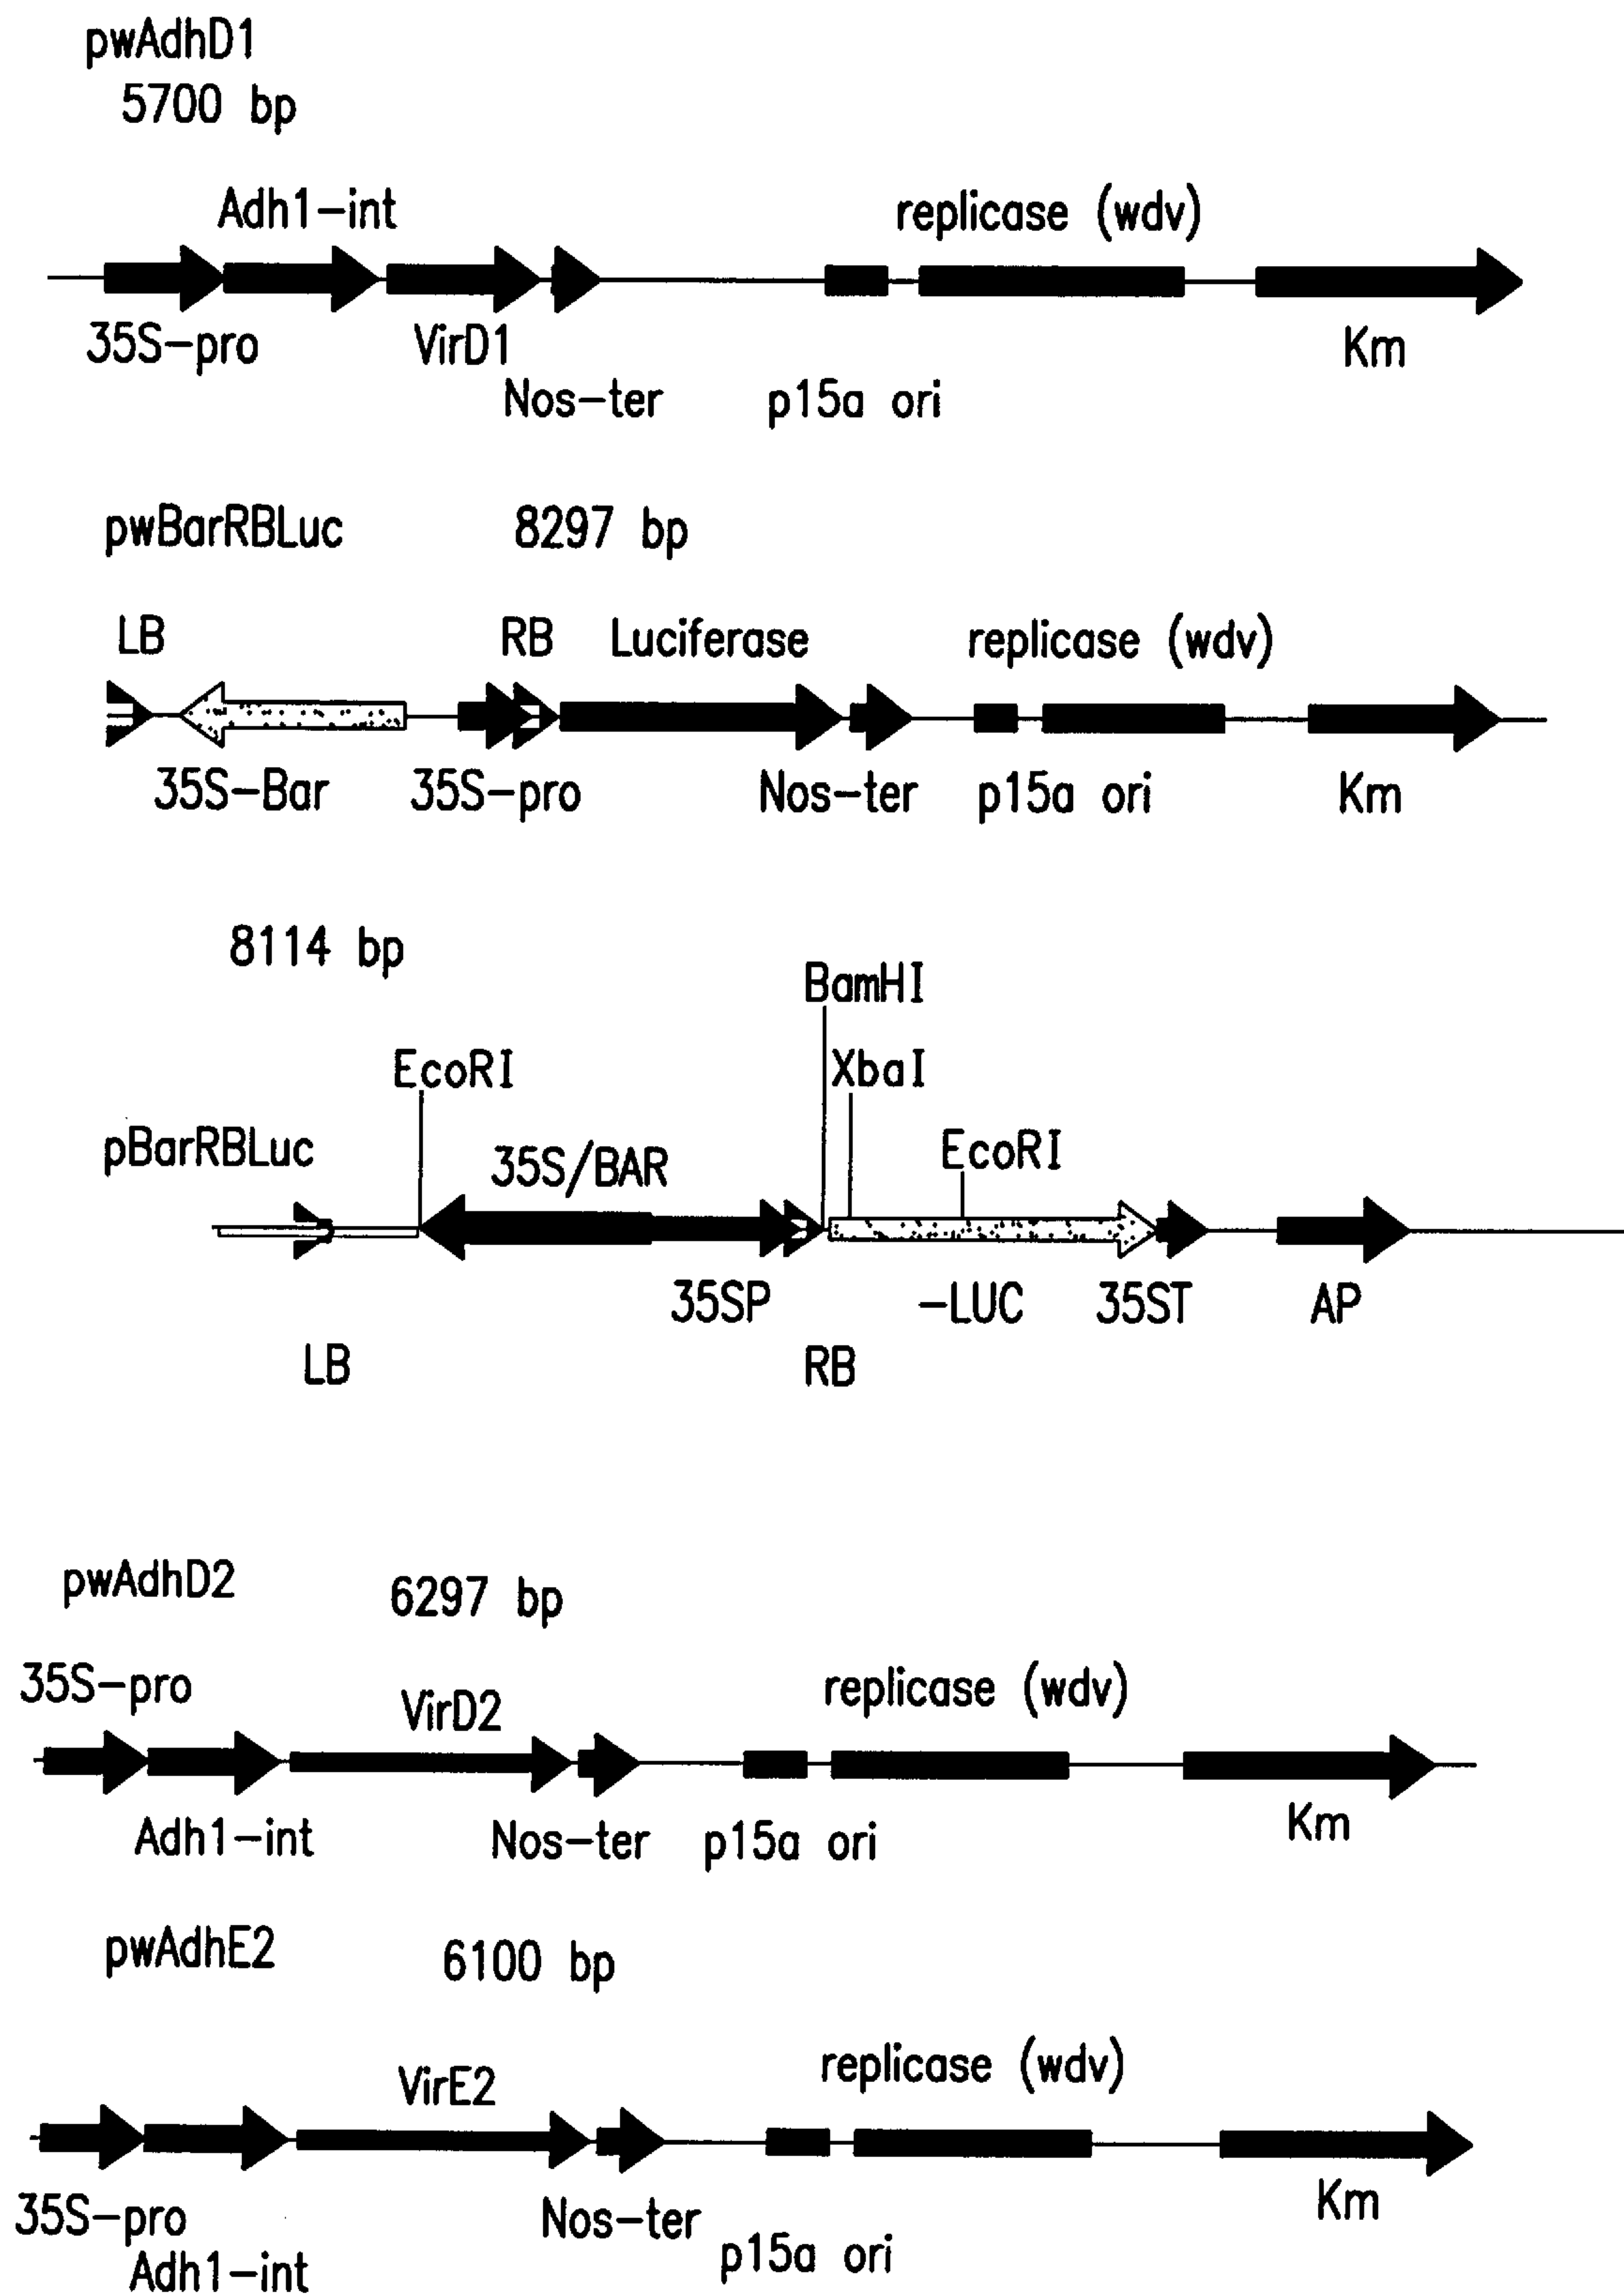 pwAdhD1
5700 bp
Adh1-int
replicase (wdv)
35S-pro
VirD1
Km
Nos-ter
p15a ori
pwBarRBLuc
8297 bp
LB
RB
Luciferase
replicase (wdv)
35S-Bar
35S-pro
Nos-ter
p15a ori
Km
8114 bp
BamHI
EcoRI
XbaI
pBarRBLuc
35S/BAR
EcoRI
35SP
-LUC
35ST
AP
LB
RB
pwAdhD2
6297 bp
35S-pro
VirD2
replicase (wdv)
Adh1-int
Nos-ter
p15a ori
Km
pwAdhE2
6100 bp
VirE2
replicase (wdv)
35S-pro
Nos-ter
Km
Adh1-int
p15a ori